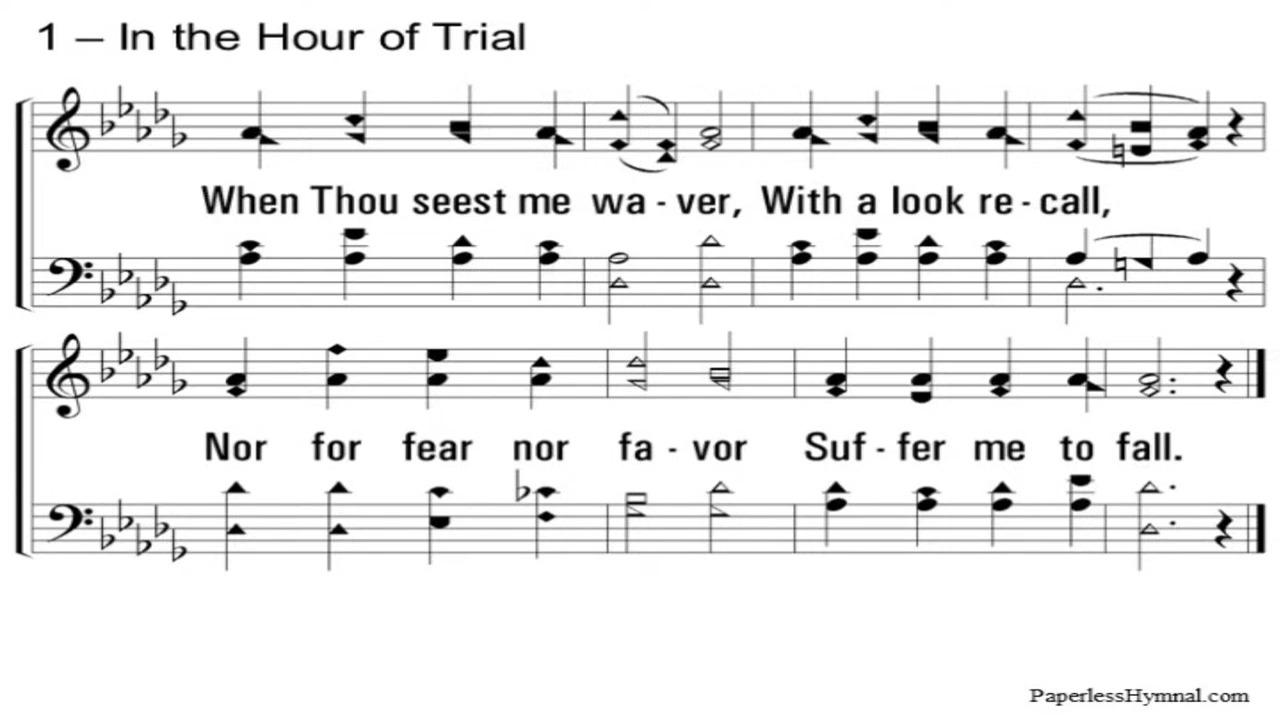 1 – In the Hour of Trial
When Thou seest me wa - ver, With a look re - call,
Nor for fear nor fa - vor Suf - fer me to fall.
PaperlessHymnal.com